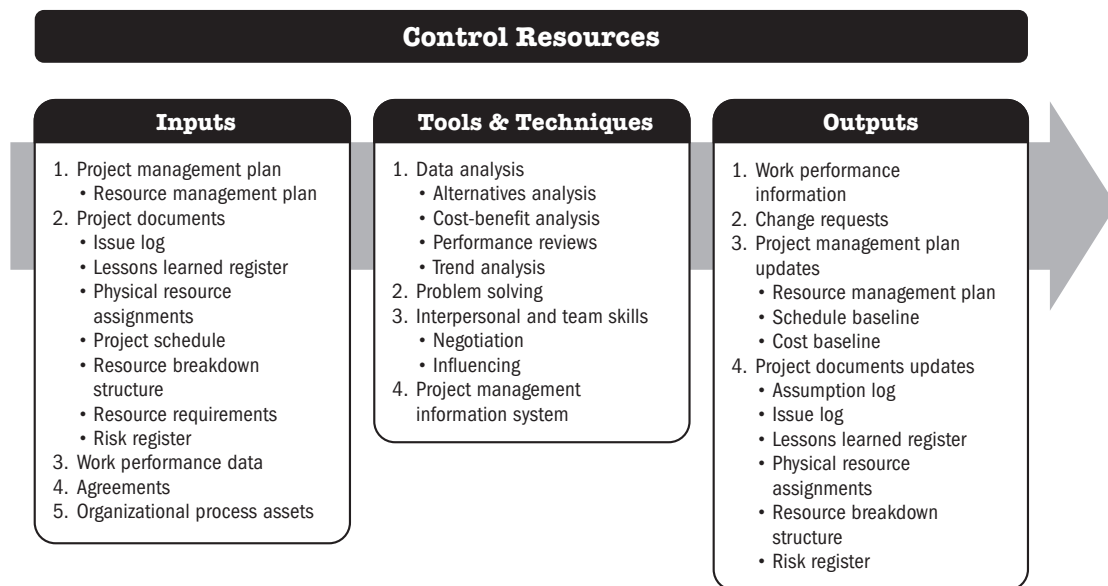 Control Resources
Inputs
1. Project management plan
• Resource management plan
2. Project documents
• Issue log
• Lessons learned register
• Physical resource
assignments
• Project schedule
• Resource breakdown
structure
• Resource requirements
• Risk register
3. Work performance data
4. Agreements
5. Organizational process assets
Tools & Techniques
1. Data analysis
• Alternatives analysis
• Cost-benefit analysis
• Performance reviews
• Trend analysis
2. Problem solving
3. Interpersonal and team skills
• Negotiation
• Influencing
4. Project management
information system
Outputs
1. Work performance
information
2. Change requests
3. Project management plan
updates
• Resource management plan
• Schedule baseline
• Cost baseline
4. Project documents updates
• Assumption log
• Issue log
• Lessons learned register
• Physical resource
assignments
• Resource breakdown
structure
• Risk register